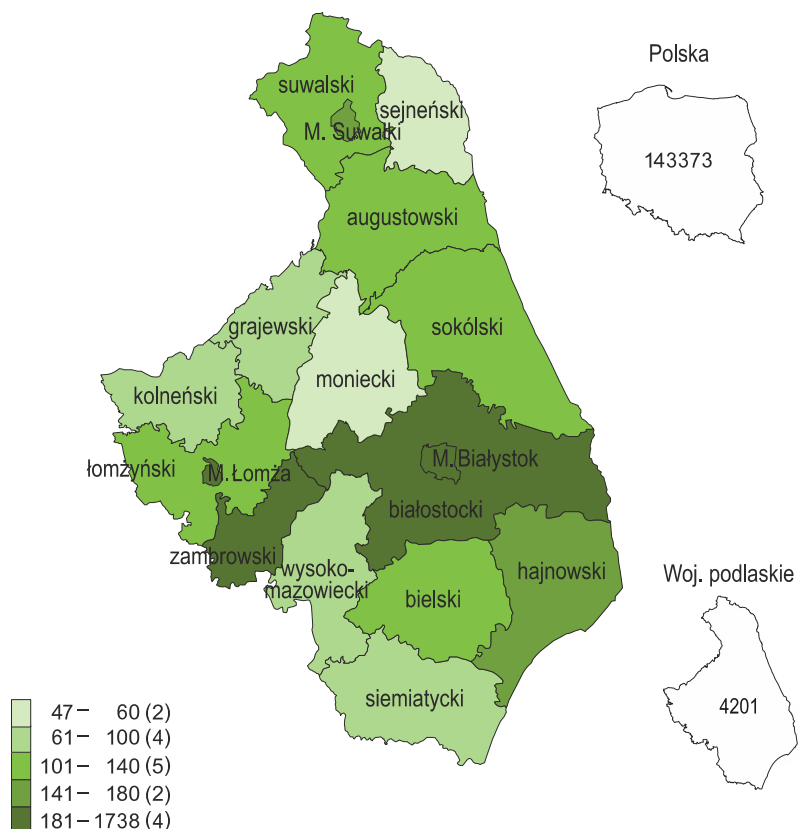 Polska
143373
suwalski
sejneński
M. Suwałki
augustowski
grajewski
sokólski
moniecki
kolneński
M. Białystok
łomżyński
M. Łomża
białostocki
zambrowski
wysoko-
mazowiecki
hajnowski
bielski
siemiatycki
Woj. podlaskie
4201
47 – 60 (2)
61 – 100 (4)
101 – 140 (5)
141 – 180 (2)
181 – 1738 (4)